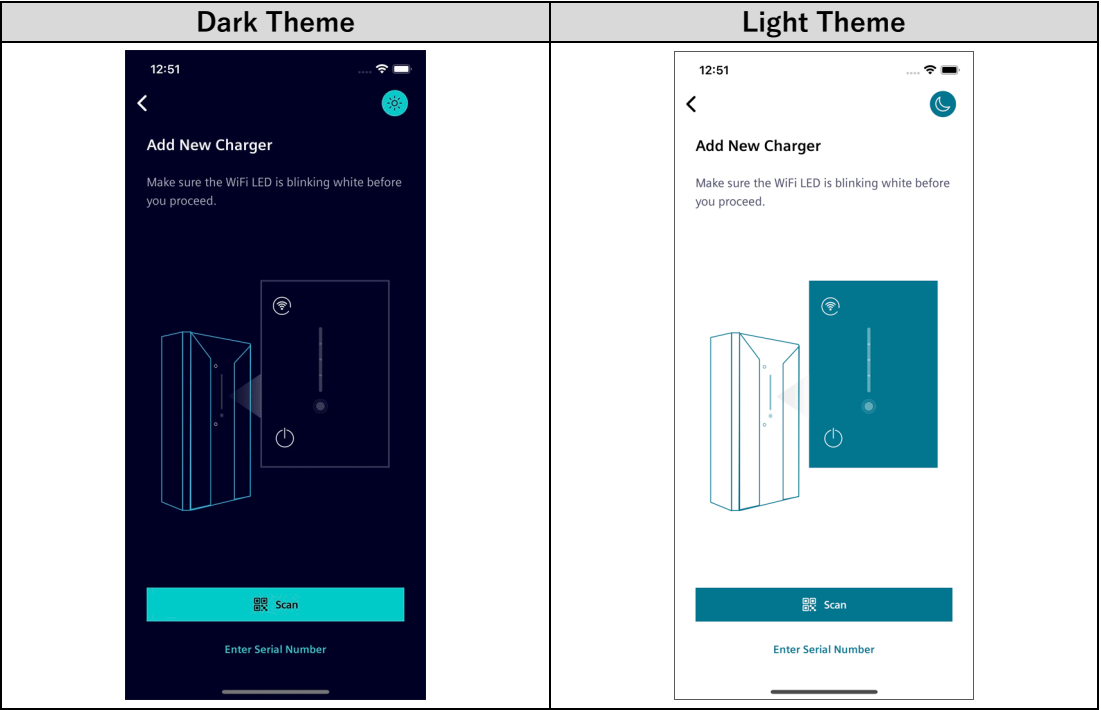 Dark Theme
Light Theme
12:51
Add New Charger
Make sure the WiFi LED is blinking white before
you proceed.
Scan
Enter Serial Number
12:51
Add New Charger
Make sure the WiFi LED is blinking white before
you proceed.
Scan
Enter Serial Number